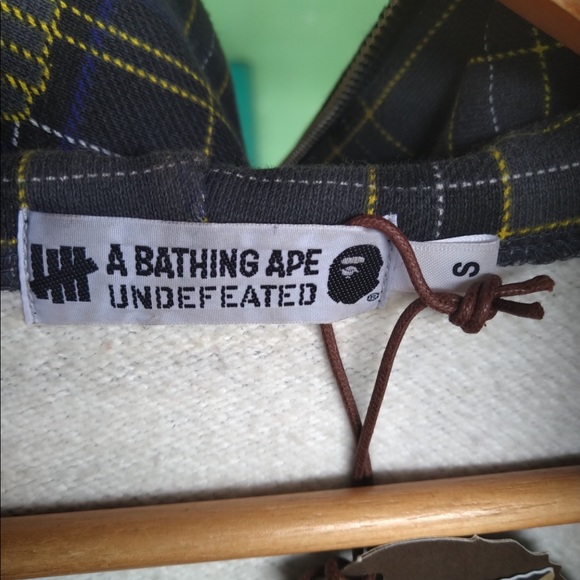 A BATHING APE
UNDEFEATED
®
S